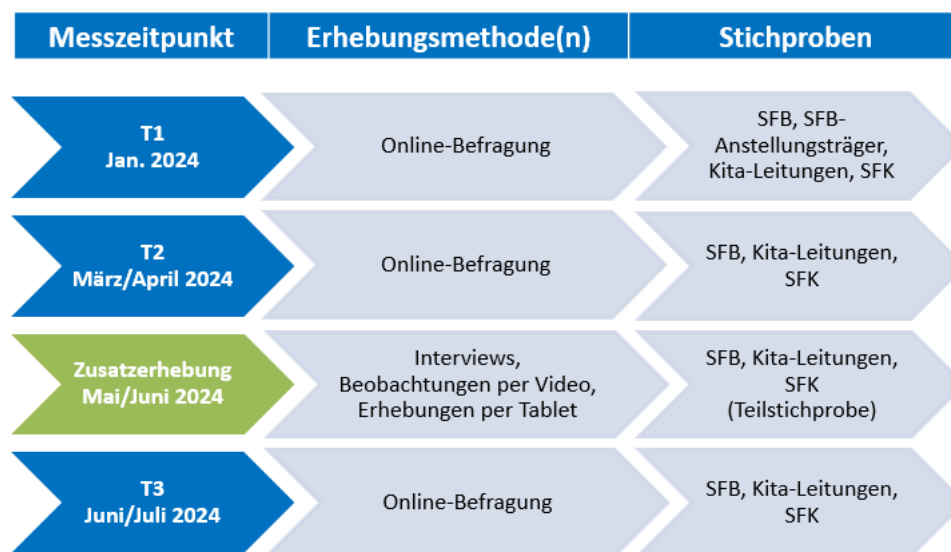 Messzeitpunkt
Erhebungsmethode(n)
Stichproben
T1
Jan. 2024
Online-Befragung
SFB, SFB-
Anstellungsträger,
Kita-Leitungen, SFK
T2
März/April 2024
Online-Befragung
SFB, Kita-Leitungen,
SFK
Zusatzerhebung
Mai/Juni 2024
Interviews,
Beobachtungen per Video,
Erhebungen per Tablet
SFB, Kita-Leitungen,
SFK
(Teilstichprobe)
T3
Juni/Juli 2024
Online-Befragung
SFB, Kita-Leitungen,
SFK